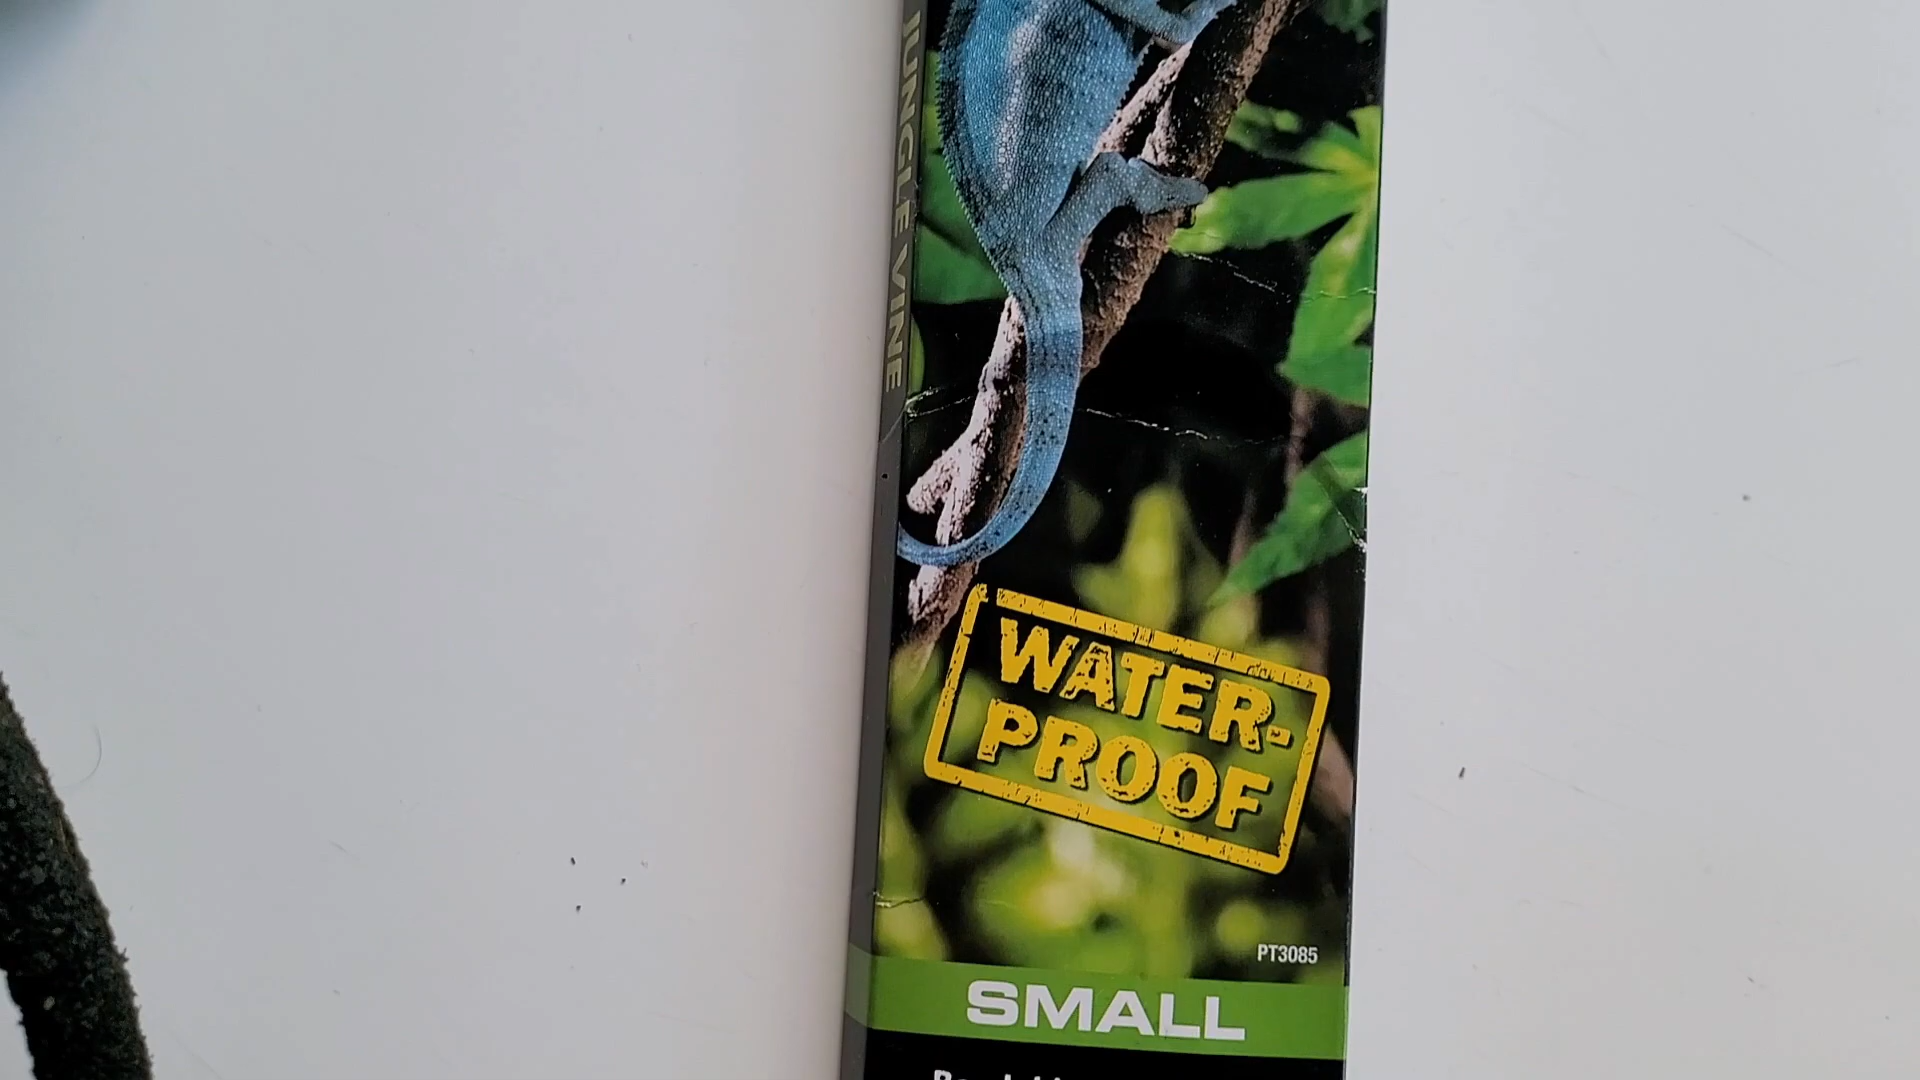 JUNGLE VINE
WATER-
PROOF
PT3085
SMALL